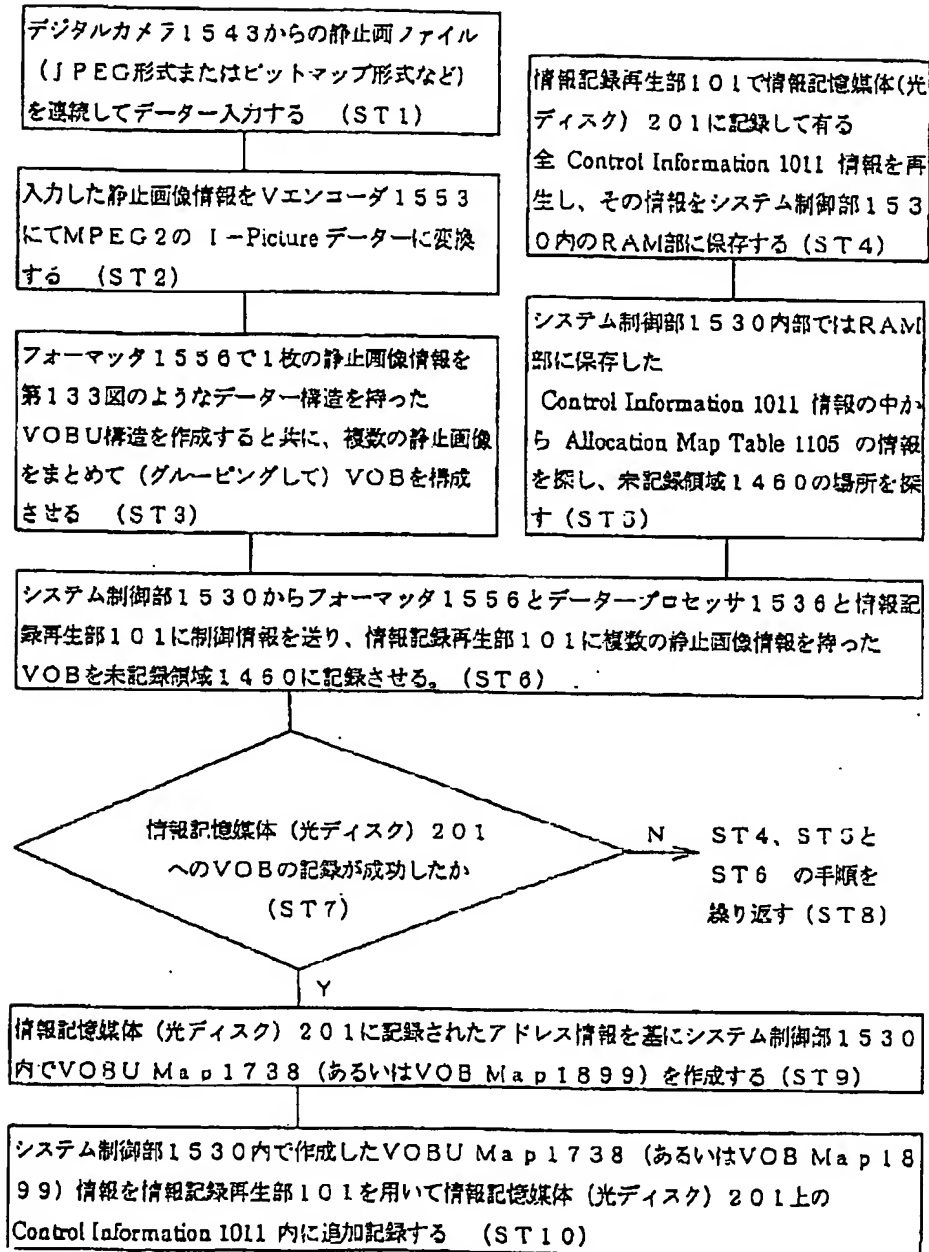 デジタルカメラ1543からの静止画ファイル
(JPEG形式またはビットマップ形式など)
を連続してデーター入力する (ST1)
入力した静止画像情報をVエンコーダ1553
にてMPEG2の I-Picture データーに変換
する (ST2)
フォーマッタ1556で1枚の静止画像情報を
第133図のようなデーター構造を持った
VOBU構造を作成すると共に、複数の静止画像
をまとめて(グルーピングして)VOBを構成
させる (ST3)
情報記録再生部101で情報記憶媒体(光
ディスク)201に記録して有る
全 Control Information 1011 情報を再
生し、その情報をシステム制御部153
0内のRAM部に保存する(ST4)
システム制御部1530内部ではRAM
部に保存した
Control Information 1011 情報の中か
ら Allocation Map Table 1105 の情報
を探し、未記録領域1460の場所を探
す(ST5)
システム制御部1530からフォーマッタ1556とデータープロセッサ1536と情報記
録再生部101に制御情報を送り、情報記録再生部101に複数の静止画像情報を持った
VOBを未記録領域1460に記録させる。(ST6)
情報記憶媒体(光ディスク)201
へのVOBの記録が成功したか
(ST7)
N
ST4、ST5と
ST6 の手順を
繰り返す(ST8)
Y
情報記憶媒体(光ディスク)201に記録されたアドレス情報を基にシステム制御部1530
内でVOBU Map1738(あるいはVOB Map1899)を作成する(ST9)
システム制御部1530内で作成したVOBU Map1738(あるいはVOB Map18
99)情報を情報記録再生部101を用いて情報記憶媒体(光ディスク)201上の
Control Information 1011 内に追加記録する (ST10)